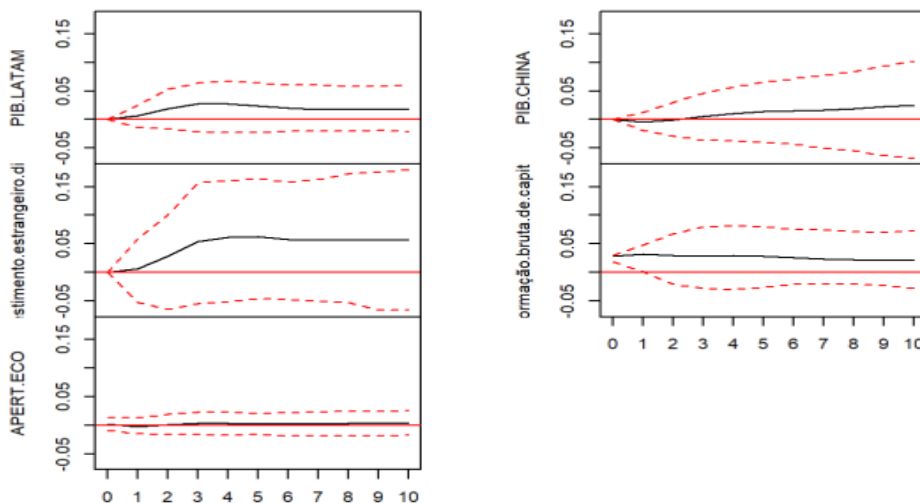 PIB.LATAM
-0.05 0.05 0.15
stimento.estrangeiro.di
-0.05 0.05 0.15
APERT.ECO
-0.05 0.05 0.15
0 1 2 3 4 5 6 7 8 9 10
PIB.CHINA
-0.05 0.05 0.15
ormação.bruta.de.capit
-0.05 0.05 0.15
0 1 2 3 4 5 6 7 8 9 10